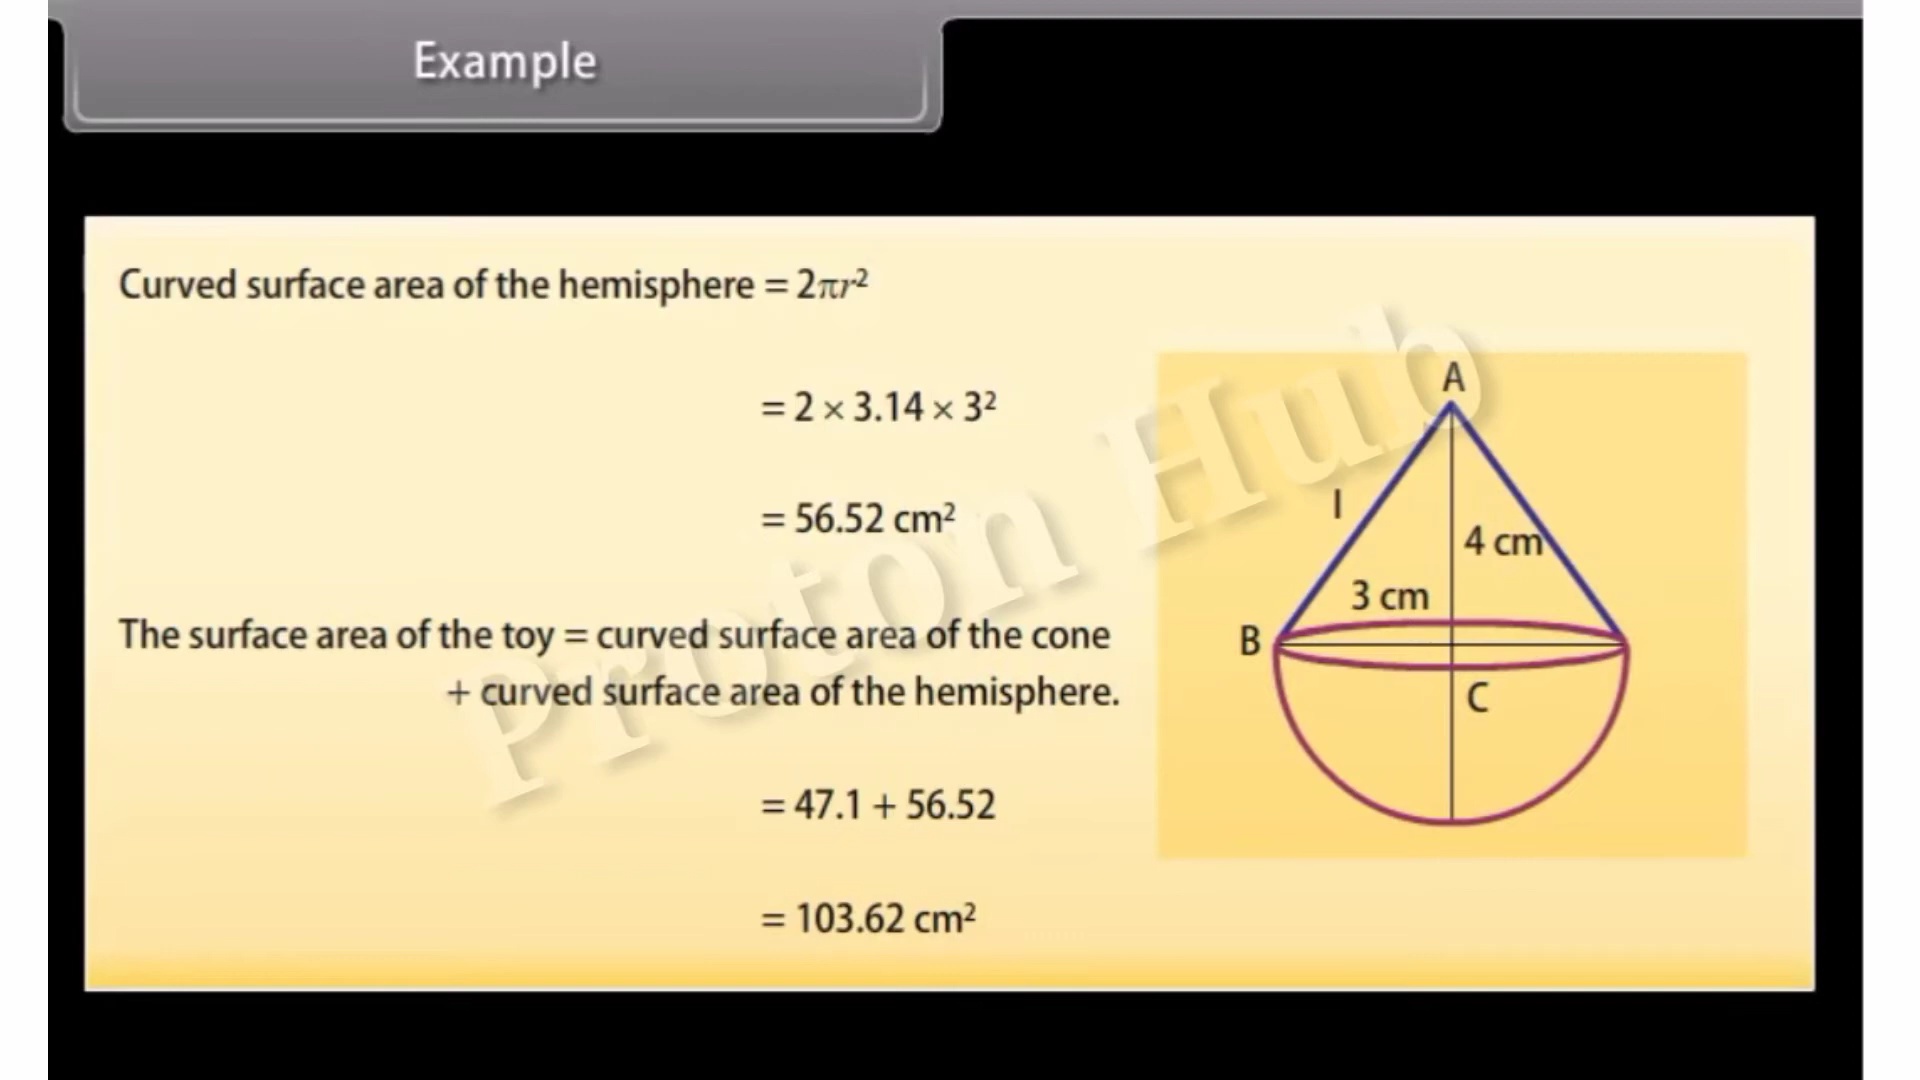 Example
Curved surface area of the hemisphere = 2πr²
= 2 × 3.14 × 3²
= 56.52 cm²
The surface area of the toy = curved surface area of the cone
+ curved surface area of the hemisphere.
= 47.1 + 56.52
= 103.62 cm²
A
l
4 cm
3 cm
B
C
Proton Hub